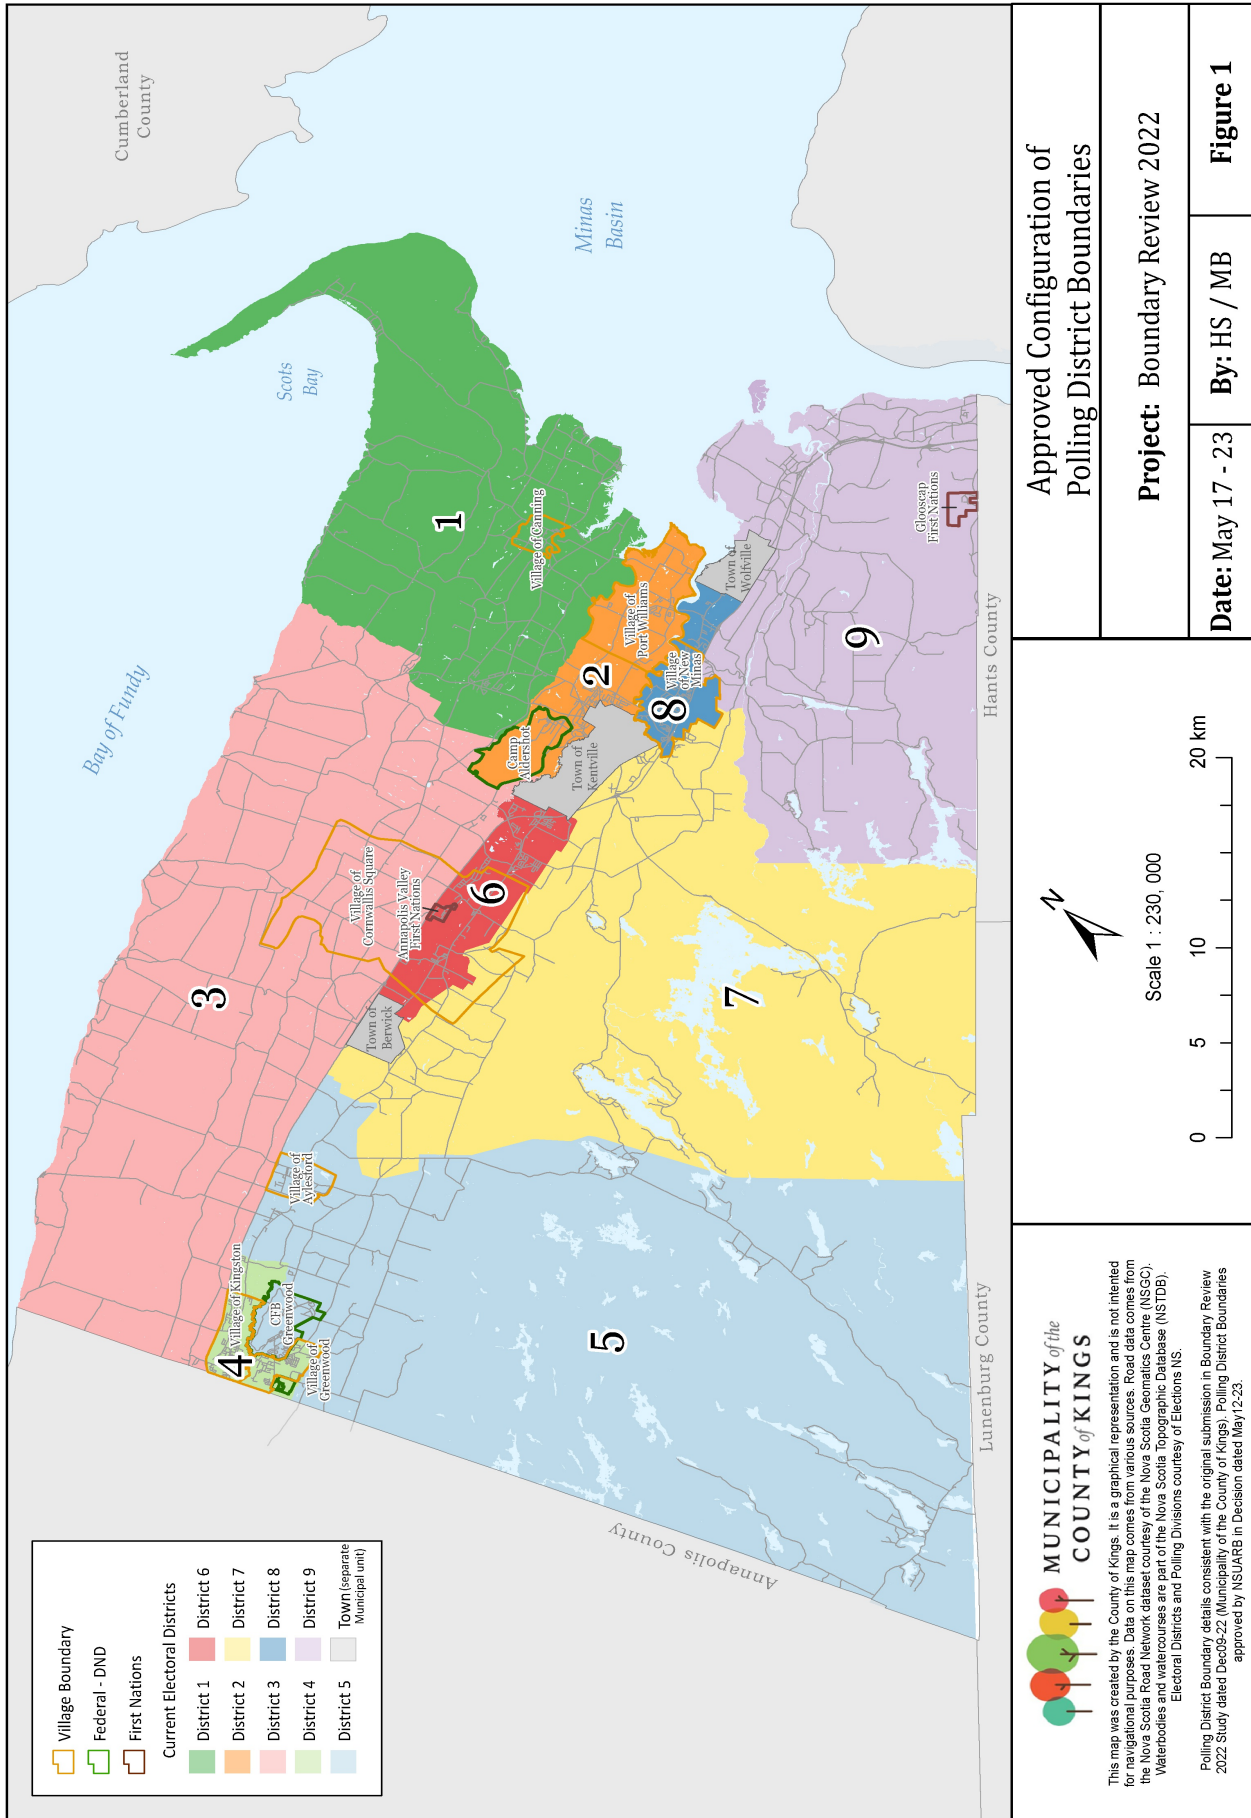 Village Boundary
Federal - DND
First Nations
Current Electoral Districts
District 1
District 2
District 3
District 4
District 5
District 6
District 7
District 8
District 9
Town (separate
Municipal unit)
Cumberland
County
Bay of Fundy
Scots
Bay
Minas
Basin
Annapolis County
Lunenburg County
Hants County
1
2
3
4
5
6
7
8
9
Village of Kingston
CFB
Greenwood
Village of
Greenwood
Village of
Aylesford
Town of
Berwick
Village of
Cornwallis Square
Annapolis Valley
First Nations
Camp
Aldershot
Town of
Kentville
Village of Canning
Village of
Port Williams
Village
of New
Minas
Town of
Wolfville
Glooscap
First Nations
MUNICIPALITY of the
COUNTY of KINGS
This map was created by the County of Kings. It is a graphical representation and is not intended
for navigational purposes. Data on this map comes from various sources. Road data comes from
the Nova Scotia Road Network dataset courtesy of the Nova Scotia Geomatics Centre (NSGC).
Waterbodies and watercourses are part of the Nova Scotia Topographic Database (NSTDB).
Electoral Districts and Polling Divisions courtesy of Elections NS.
Polling District Boundary details consistent with the original submission in Boundary Review
2022 Study dated Dec09-22 (Municipality of the County of Kings). Polling District Boundaries
approved by NSUARB in Decision dated May12-23.
N
Scale 1 : 230, 000
0 5 10 20 km
Approved Configuration of
Polling District Boundaries
Project: Boundary Review 2022
Date: May 17 - 23
By: HS / MB
Figure 1